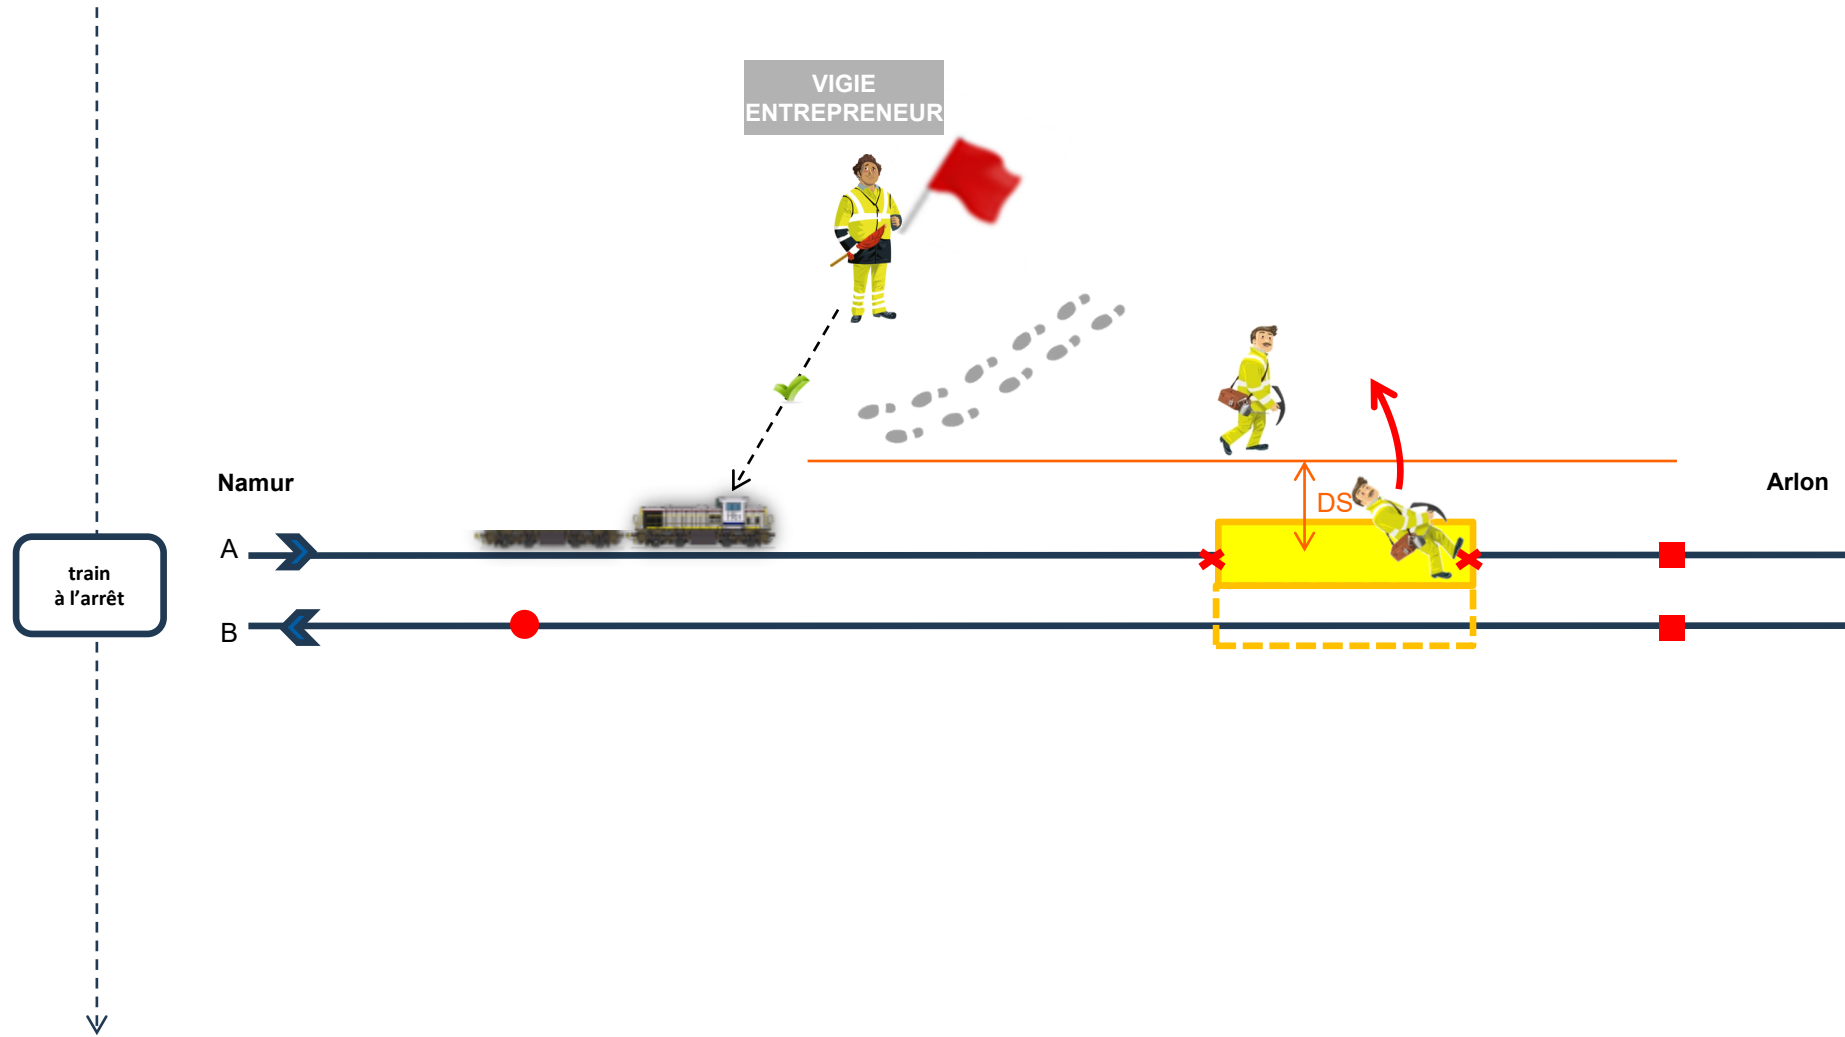 VIGIE
ENTREPRENEUR
Namur
Arlon
DS
A
train
à l'arrêt
B